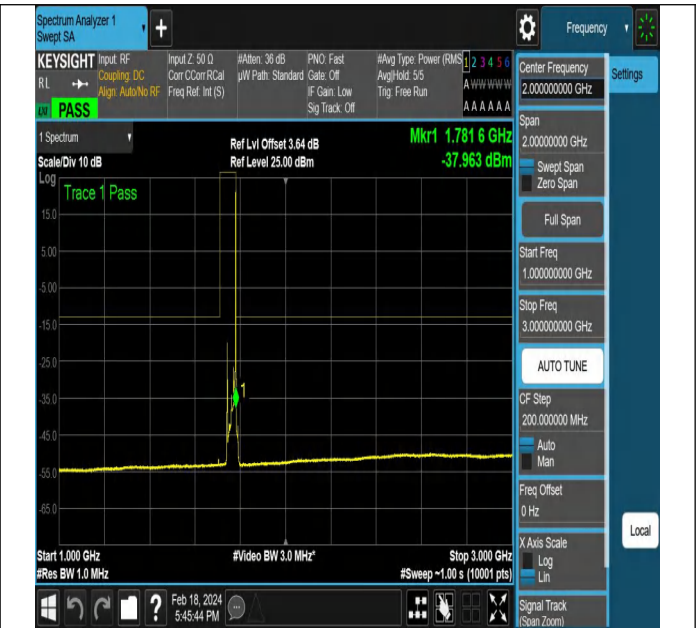 Spectrum Analyzer 1
Swept SA
Frequency
KEYSIGHT
RL
PASS
Input: RF
Coupling: DC
Align: Auto/No RF
Input Z: 50 Ω
Corr CCorr RCal
Freq Ref: Int (S)
#Atten: 36 dB
µW Path: Standard
PNO: Fast
Gate: Off
IF Gain: Low
Sig Track: Off
#Avg Type: Power (RMS
Avg|Hold: 5/5
Trig: Free Run
1 2 3 4 5 6
A W W W W W
A A A A A A
1 Spectrum
Scale/Div 10 dB
Ref Lvl Offset 3.64 dB
Ref Level 25.00 dBm
Mkr1 1.781 6 GHz
-37.963 dBm
Log
Trace 1 Pass
15.0
5.00
-5.00
-15.0
-25.0
-35.0
-45.0
-55.0
-65.0
1
Start 1.000 GHz
#Res BW 1.0 MHz
#Video BW 3.0 MHz*
Stop 3.000 GHz
#Sweep ~1.00 s (10001 pts)
?
Feb 18, 2024
5:45:44 PM
Center Frequency
2.000000000 GHz
Settings
Span
2.00000000 GHz
Swept Span
Zero Span
Full Span
Start Freq
1.000000000 GHz
Stop Freq
3.000000000 GHz
AUTO TUNE
CF Step
200.000000 MHz
Auto
Man
Freq Offset
0 Hz
X Axis Scale
Log
Lin
Local
Signal Track
(Span Zoom)